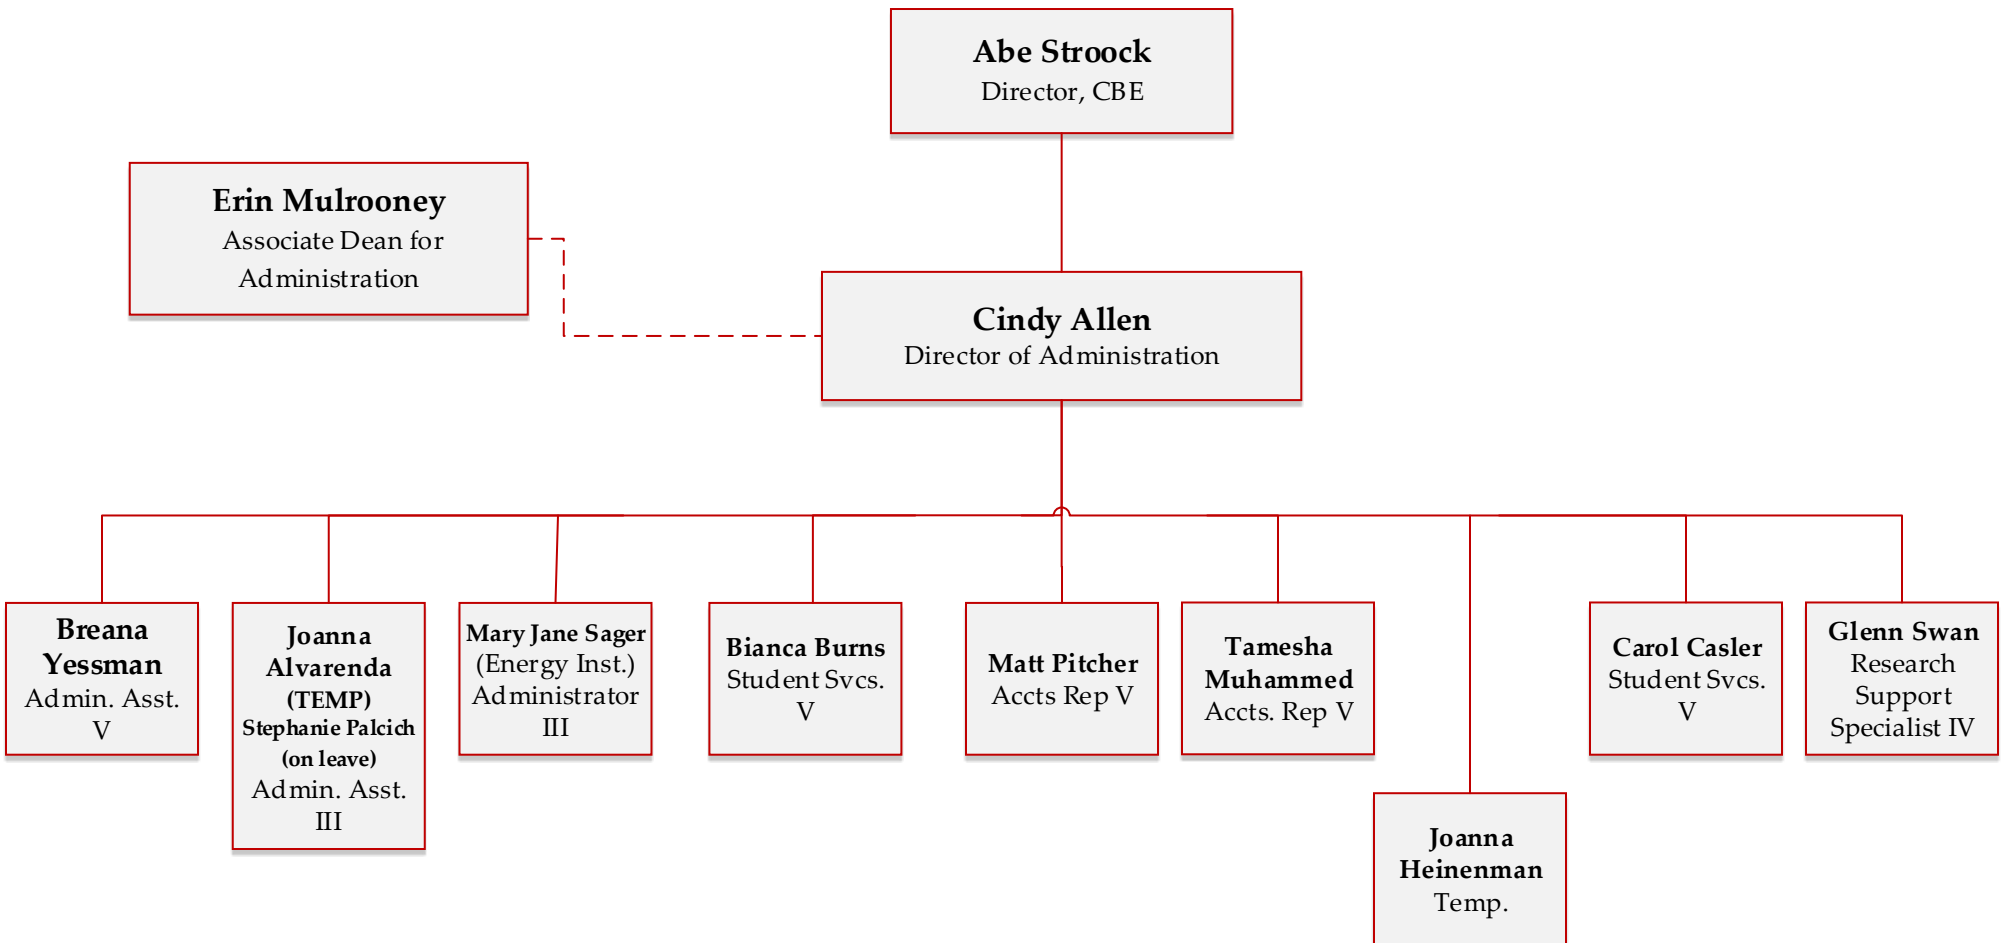 Abe Stroock
Director, CBE
Erin Mulrooney
Associate Dean for
Administration
Cindy Allen
Director of Administration
Breana
Yessman
Admin. Asst.
V
Joanna
Alvarenda
(TEMP)
Stephanie Palcich
(on leave)
Admin. Asst.
III
Mary Jane Sager
(Energy Inst.)
Administrator
III
Bianca Burns
Student Svcs.
V
Matt Pitcher
Accts Rep V
Tamesha
Muhammed
Accts. Rep V
Joanna
Heinenman
Temp.
Carol Casler
Student Svcs.
V
Glenn Swan
Research
Support
Specialist IV